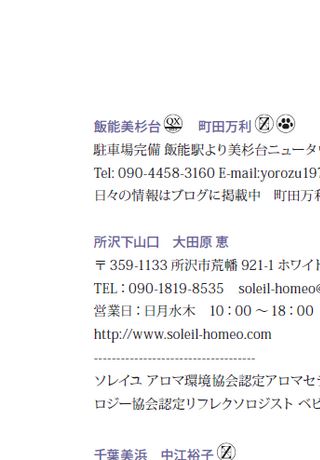 飯能美杉台 QX 町田万利 Z
駐車場完備 飯能駅より美杉台ニュータ
Tel: 090-4458-3160 E-mail:yorozu197
日々の情報はブログに掲載中 町田万
所沢下山口 大田原 恵
〒359-1133 所沢市荒幡 921-1 ホワイト
TEL：090-1819-8535 soleil-homeo@
営業日：日月水木 10：00 ～ 18：00
http://www.soleil-homeo.com
-------------------------------------
ソレイユ アロマ環境協会認定アロマセ
ロジー協会認定リフレクソロジスト ベビ
千葉美浜 中江裕子 Z